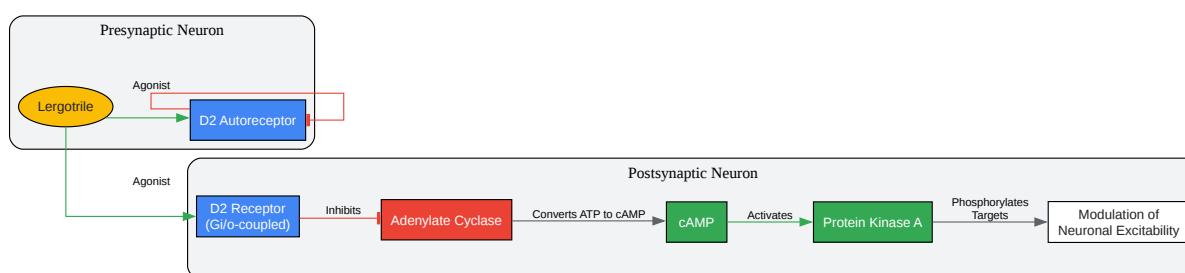 Presynaptic Neuron
Agonist
Lergotrile
D2 Autoreceptor
Postsynaptic Neuron
Agonist
D2 Receptor
(Gi/o-coupled)
Inhibits
Adenylate Cyclase
Converts ATP to cAMP
cAMP
Activates
Protein Kinase A
Phosphorylates
Targets
Modulation of
Neuronal Excitability